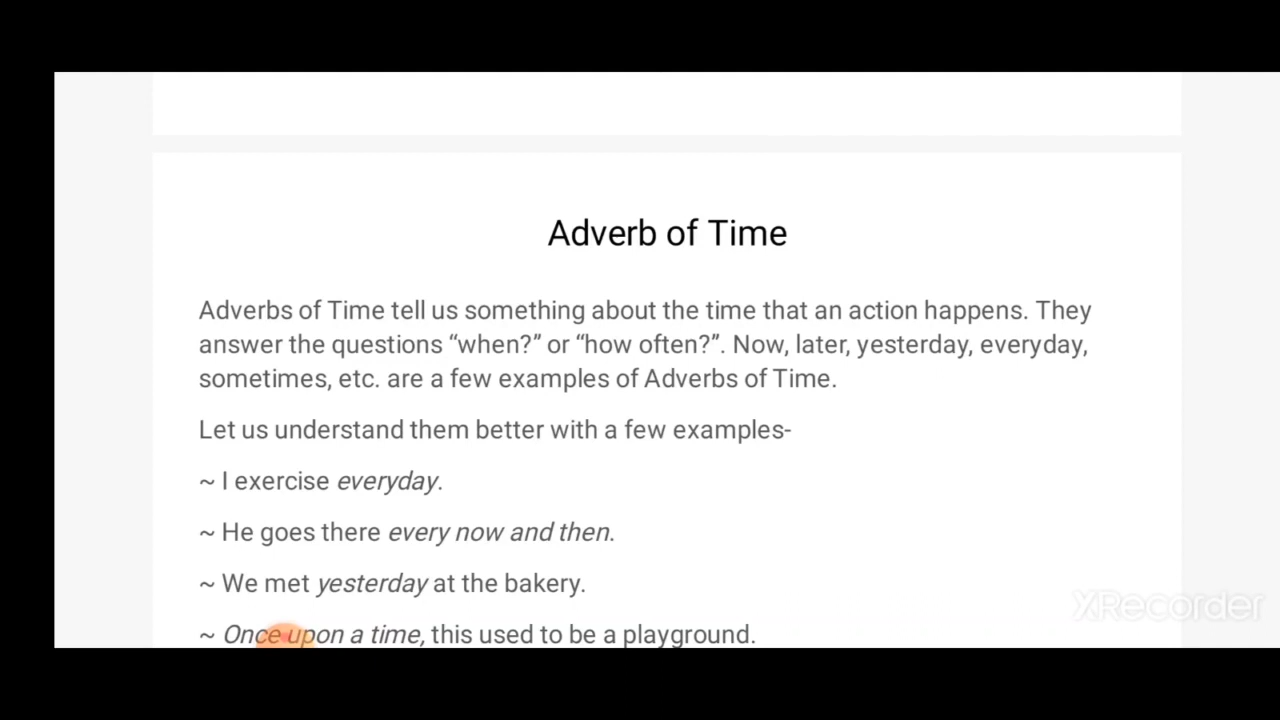 Adverb of Time
Adverbs of Time tell us something about the time that an action happens. They
answer the questions “when?” or “how often?”. Now, later, yesterday, everyday,
sometimes, etc. are a few examples of Adverbs of Time.
Let us understand them better with a few examples-
~ I exercise everyday.
~ He goes there every now and then.
~ We met yesterday at the bakery.
XRecorder
~ Once upon a time, this used to be a playground.